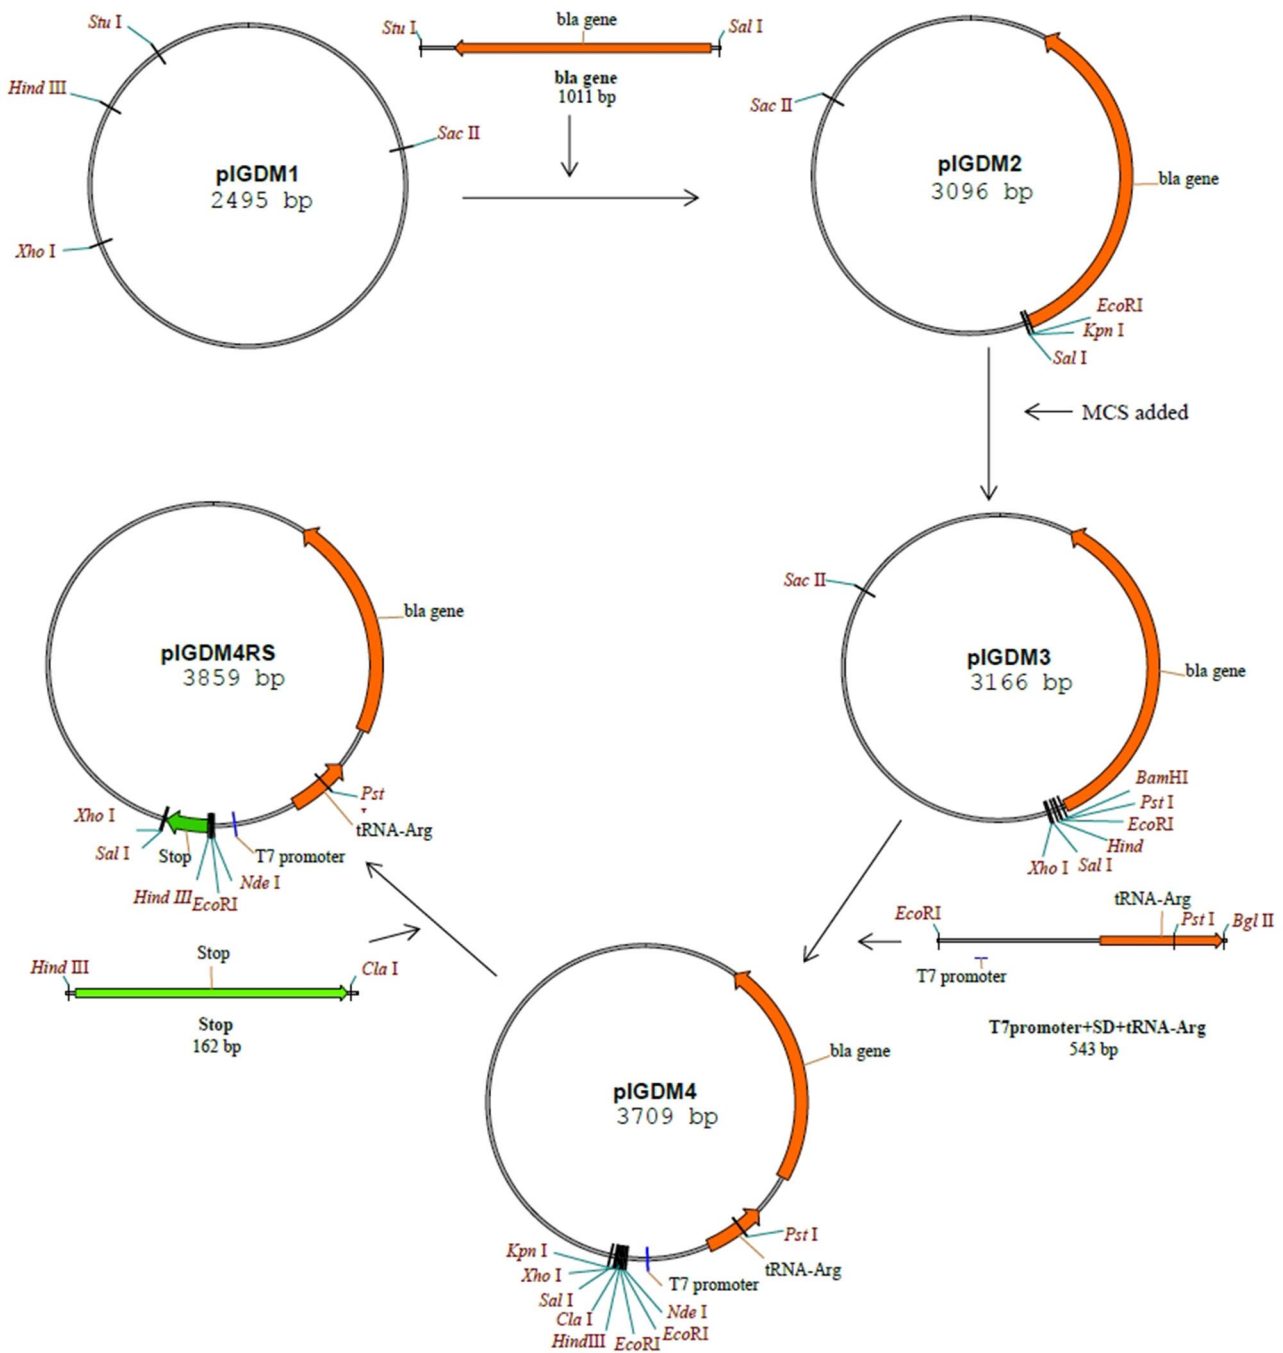 Stu I
Hind III
Sac II
pIGDM1
2495 bp
Xho I
Stu I
bla gene
Sal I
bla gene
1011 bp
Sac II
pIGDM2
3096 bp
bla gene
EcoRI
Kpn I
Sal I
MCS added
pIGDM4RS
3859 bp
bla gene
Pst
tRNA-Arg
T7 promoter
Xho I
Sal I
Stop
Hind III
EcoRI
Nde I
Sac II
pIGDM3
3166 bp
bla gene
BamHI
Pst I
EcoRI
Hind
Sal I
Xho I
EcoRI
tRNA-Arg
Pst I
Bgl II
T7 promoter
T7promoter+SD+tRNA-Arg
543 bp
Hind III
Stop
Cla I
Stop
162 bp
pIGDM4
3709 bp
bla gene
Pst I
tRNA-Arg
T7 promoter
Kpn I
Xho I
Sal I
Cla I
HindIII
EcoRI
EcoRI
Nde I